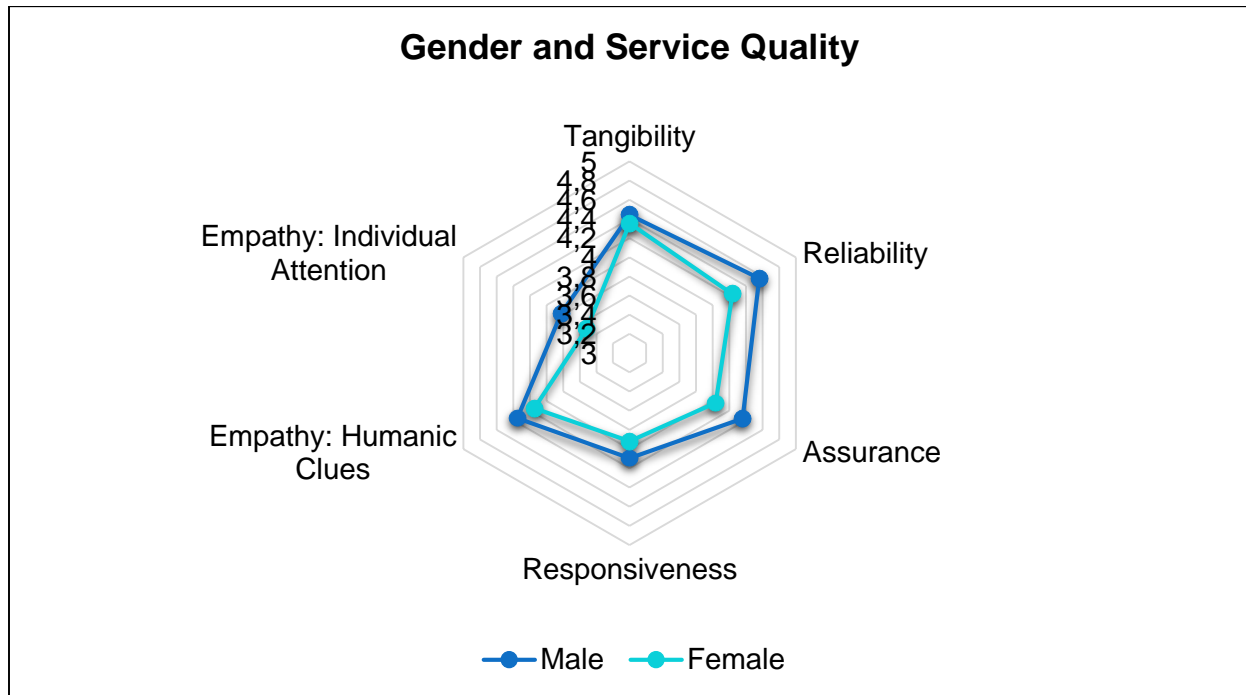 Gender and Service Quality
Tangibility
5
4,8
4,6
4,4
4,2
4
3,8
3,6
3,4
3,2
3
Reliability
Assurance
Responsiveness
Empathy: Humanic
Clues
Empathy: Individual
Attention
Male
Female